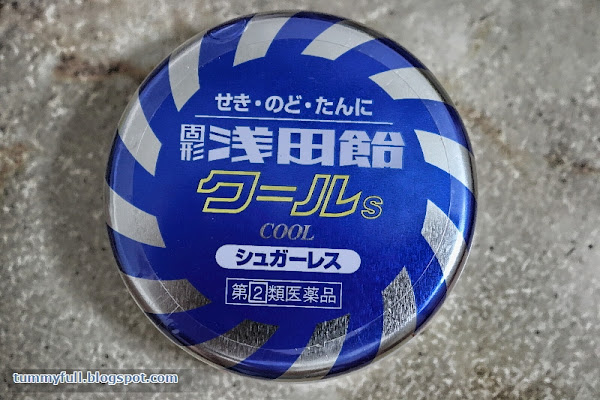 せき・のど・たんに
固形 浅田飴
クールS
COOL
シュガーレス
第②類医薬品
tummyfull.blogspot.com